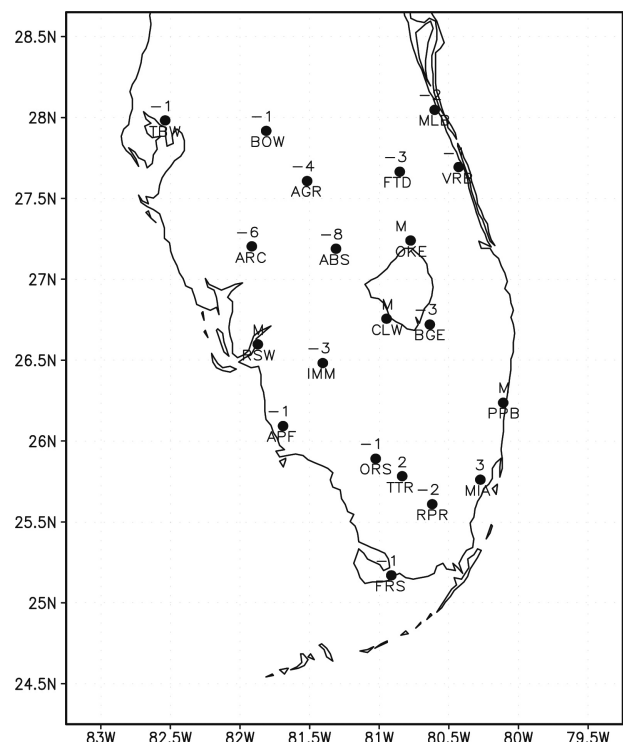 28.5N
−2
28N
−1
TBW
−1
BOW
MLB
−4
AGR
−3
FTD
VRB
27.5N
−6
ARC
−8
ABS
M
OKE
27N
M
CLW
−3
BGE
M
RSW
−3
IMM
26.5N
M
PPB
−1
APF
26N
−1
ORS
2
TTR
3
MIA
−2
RPR
25.5N
−1
FRS
25N
24.5N
83W 82.5W 82W 81.5W 81W 80.5W 80W 79.5W